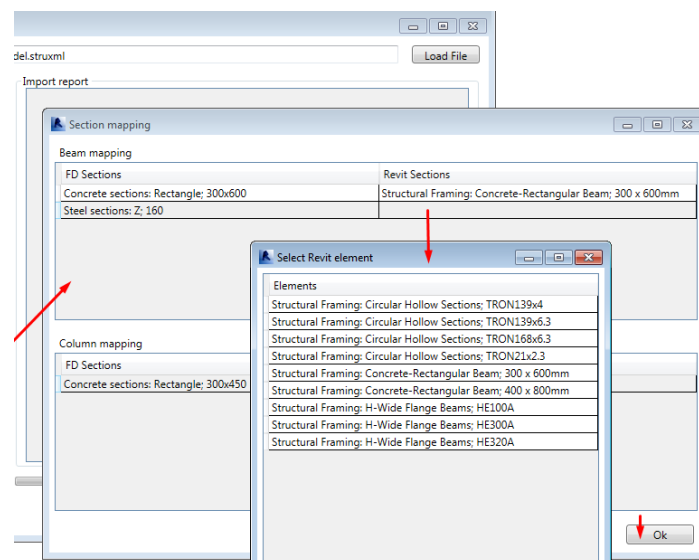 del.struxml
Load File
Import report
Section mapping
Beam mapping
FD Sections Revit Sections
Concrete sections: Rectangle; 300x600 Structural Framing: Concrete-Rectangular Beam; 300 x 600mm
Steel sections: Z; 160
Select Revit element
Elements
Structural Framing: Circular Hollow Sections; TRON139x4
Structural Framing: Circular Hollow Sections; TRON139x6.3
Structural Framing: Circular Hollow Sections; TRON168x6.3
Structural Framing: Circular Hollow Sections; TRON21x2.3
Structural Framing: Concrete-Rectangular Beam; 300 x 600mm
Structural Framing: Concrete-Rectangular Beam; 400 x 800mm
Structural Framing: H-Wide Flange Beams; HE100A
Structural Framing: H-Wide Flange Beams; HE300A
Structural Framing: H-Wide Flange Beams; HE320A
Column mapping
FD Sections
Concrete sections: Rectangle; 300x450
Ok